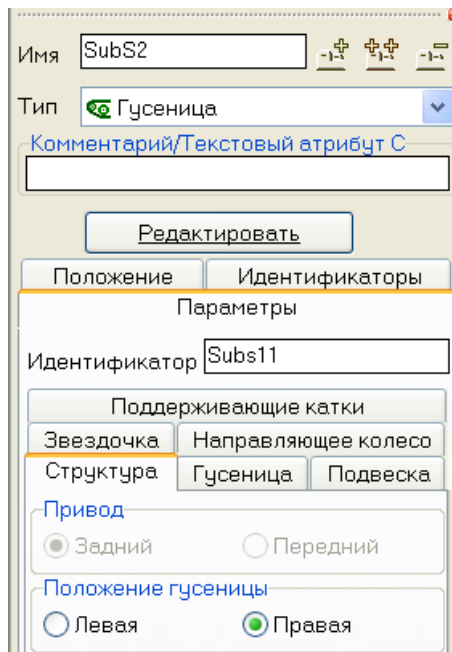 Имя SubS2
Тип Гусеница
Комментарий/Текстовый атрибут C
Редактировать
Положение Идентификаторы
Параметры
Идентификатор Subs11
Поддерживающие катки
Звездочка Направляющее колесо
Структура Гусеница Подвеска
Привод
Задний Передний
Положение гусеницы
Левая Правая